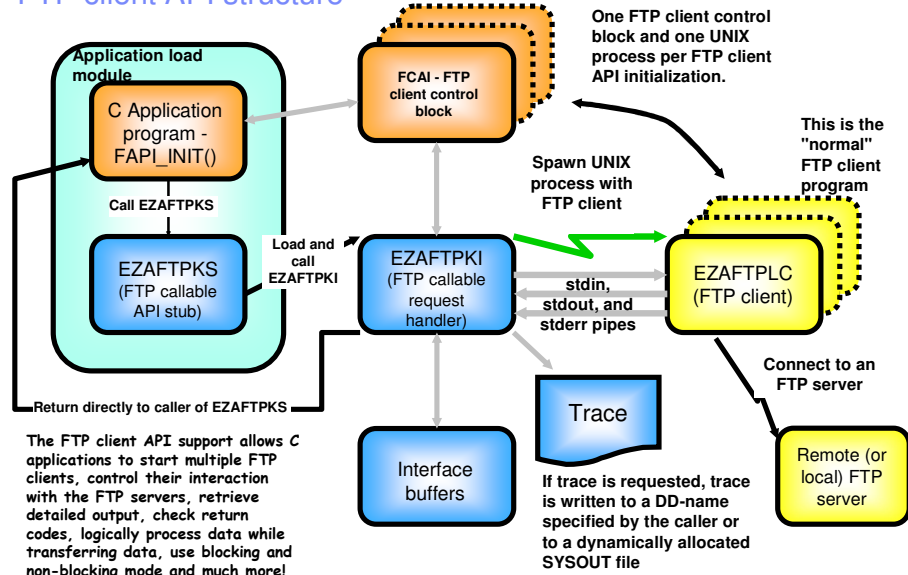 FTP client API structure
Application load
module
C Application
program -
FAPI_INIT()
Call EZAFTPKS
EZAFTPKS
(FTP callable
API stub)
Load and
call
EZAFTPKI
FCAI - FTP
client control
block
One FTP client control
block and one UNIX
process per FTP client
API initialization.
This is the
"normal"
FTP client
program
Spawn UNIX
process with
FTP client
EZAFTPKI
(FTP callable
request
handler)
stdin,
stdout, and
stderr pipes
EZAFTPLC
(FTP client)
Connect to an
FTP server
Return directly to caller of EZAFTPKS
Trace
Interface
buffers
Remote (or
local) FTP
server
The FTP client API support allows C
applications to start multiple FTP
clients, control their interaction
with the FTP servers, retrieve
detailed output, check return
codes, logically process data while
transferring data, use blocking and
non-blocking mode and much more!
If trace is requested, trace
is written to a DD-name
specified by the caller or
to a dynamically allocated
SYSOUT file